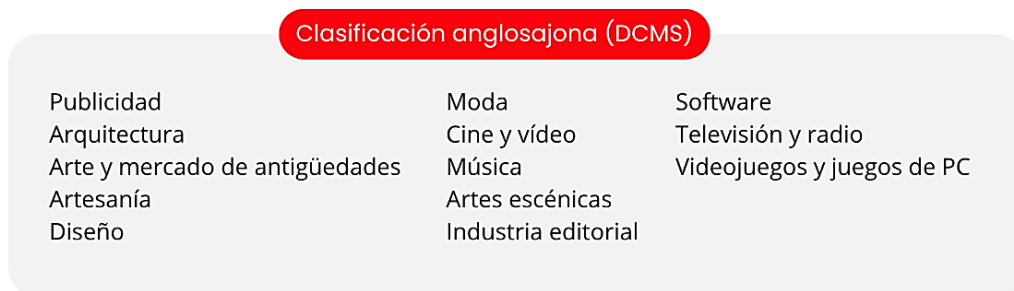 Clasificación anglosajona (DCMS)
Publicidad
Arquitectura
Arte y mercado de antigüedades
Artesanía
Diseño
Moda
Cine y vídeo
Música
Artes escénicas
Industria editorial
Software
Televisión y radio
Videojuegos y juegos de PC